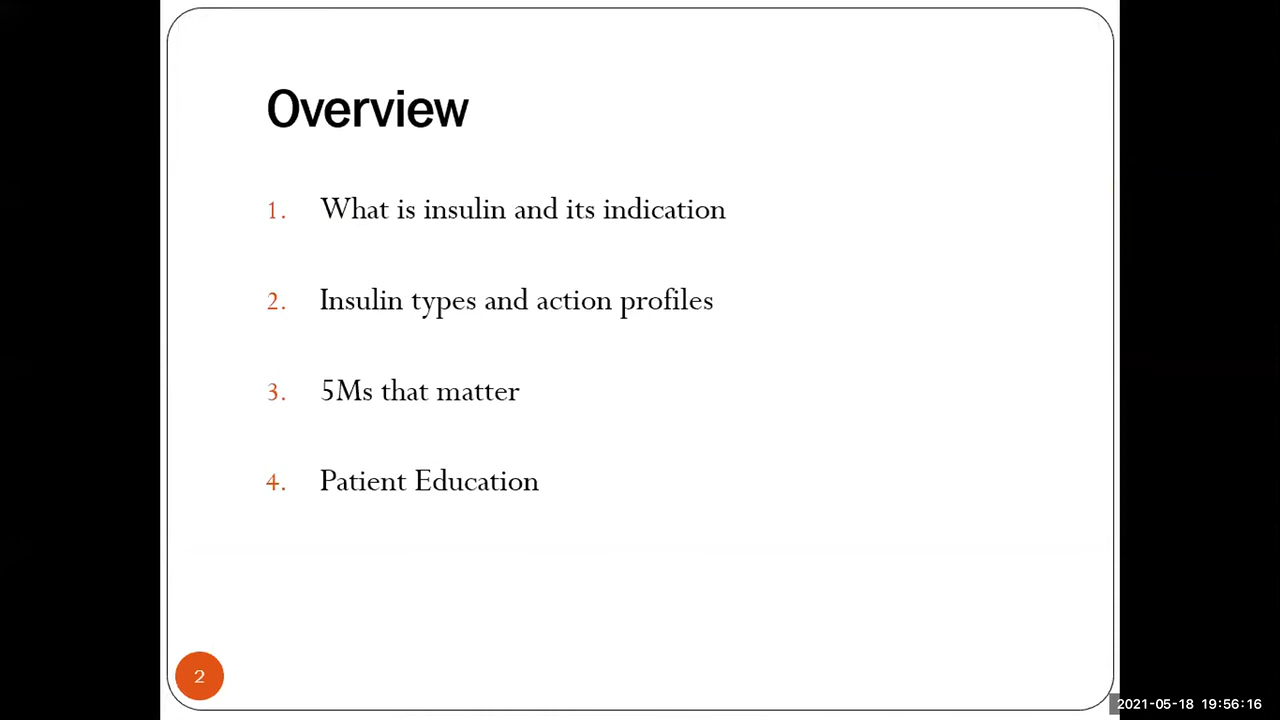 Overview
1. What is insulin and its indication
2. Insulin types and action profiles
3. 5Ms that matter
4. Patient Education
2
2021-05-18 19:56:16